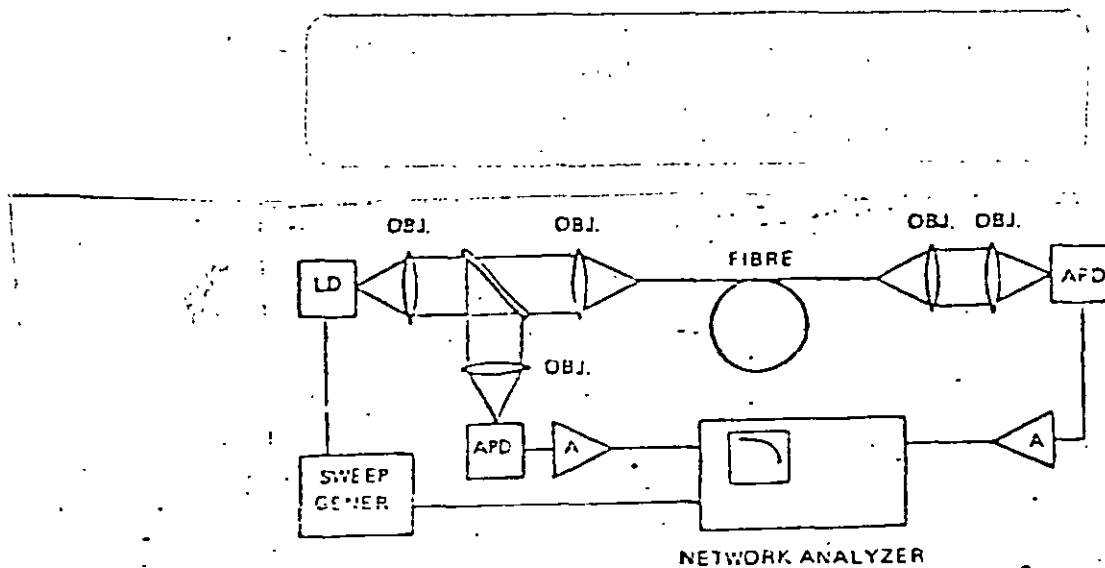 OBJ. OBJ. OBJ. OBJ.
FIBRE
LD APD
OBJ.
APD A A
SWEEP
GENER
NETWORK ANALYZER